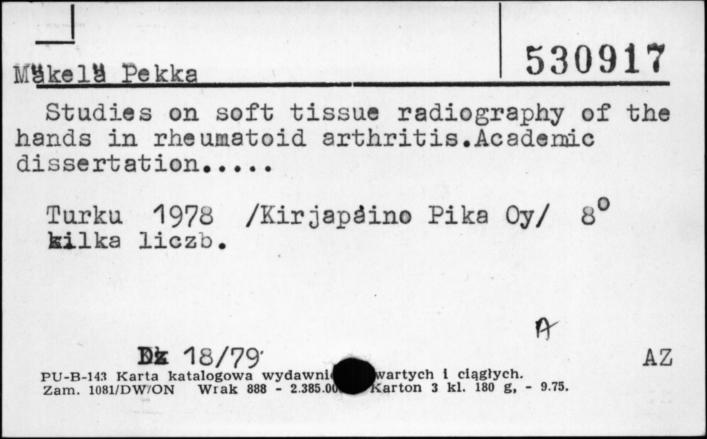 530917
Mäkelä Pekka
Studies on soft tissue radiography of the
hands in rheumatoid arthritis.Academic
dissertation.....
Turku 1978 /Kirjapäino Pika Oy/ 8°
kilka liczb.
A
Dz 18/79
AZ
PU-B-143 Karta katalogowa wydawni wartych i ciągłych.
Zam. 1081/DW/ON Wrak 888 - 2.385.00 Karton 3 kl. 180 g, - 9.75.